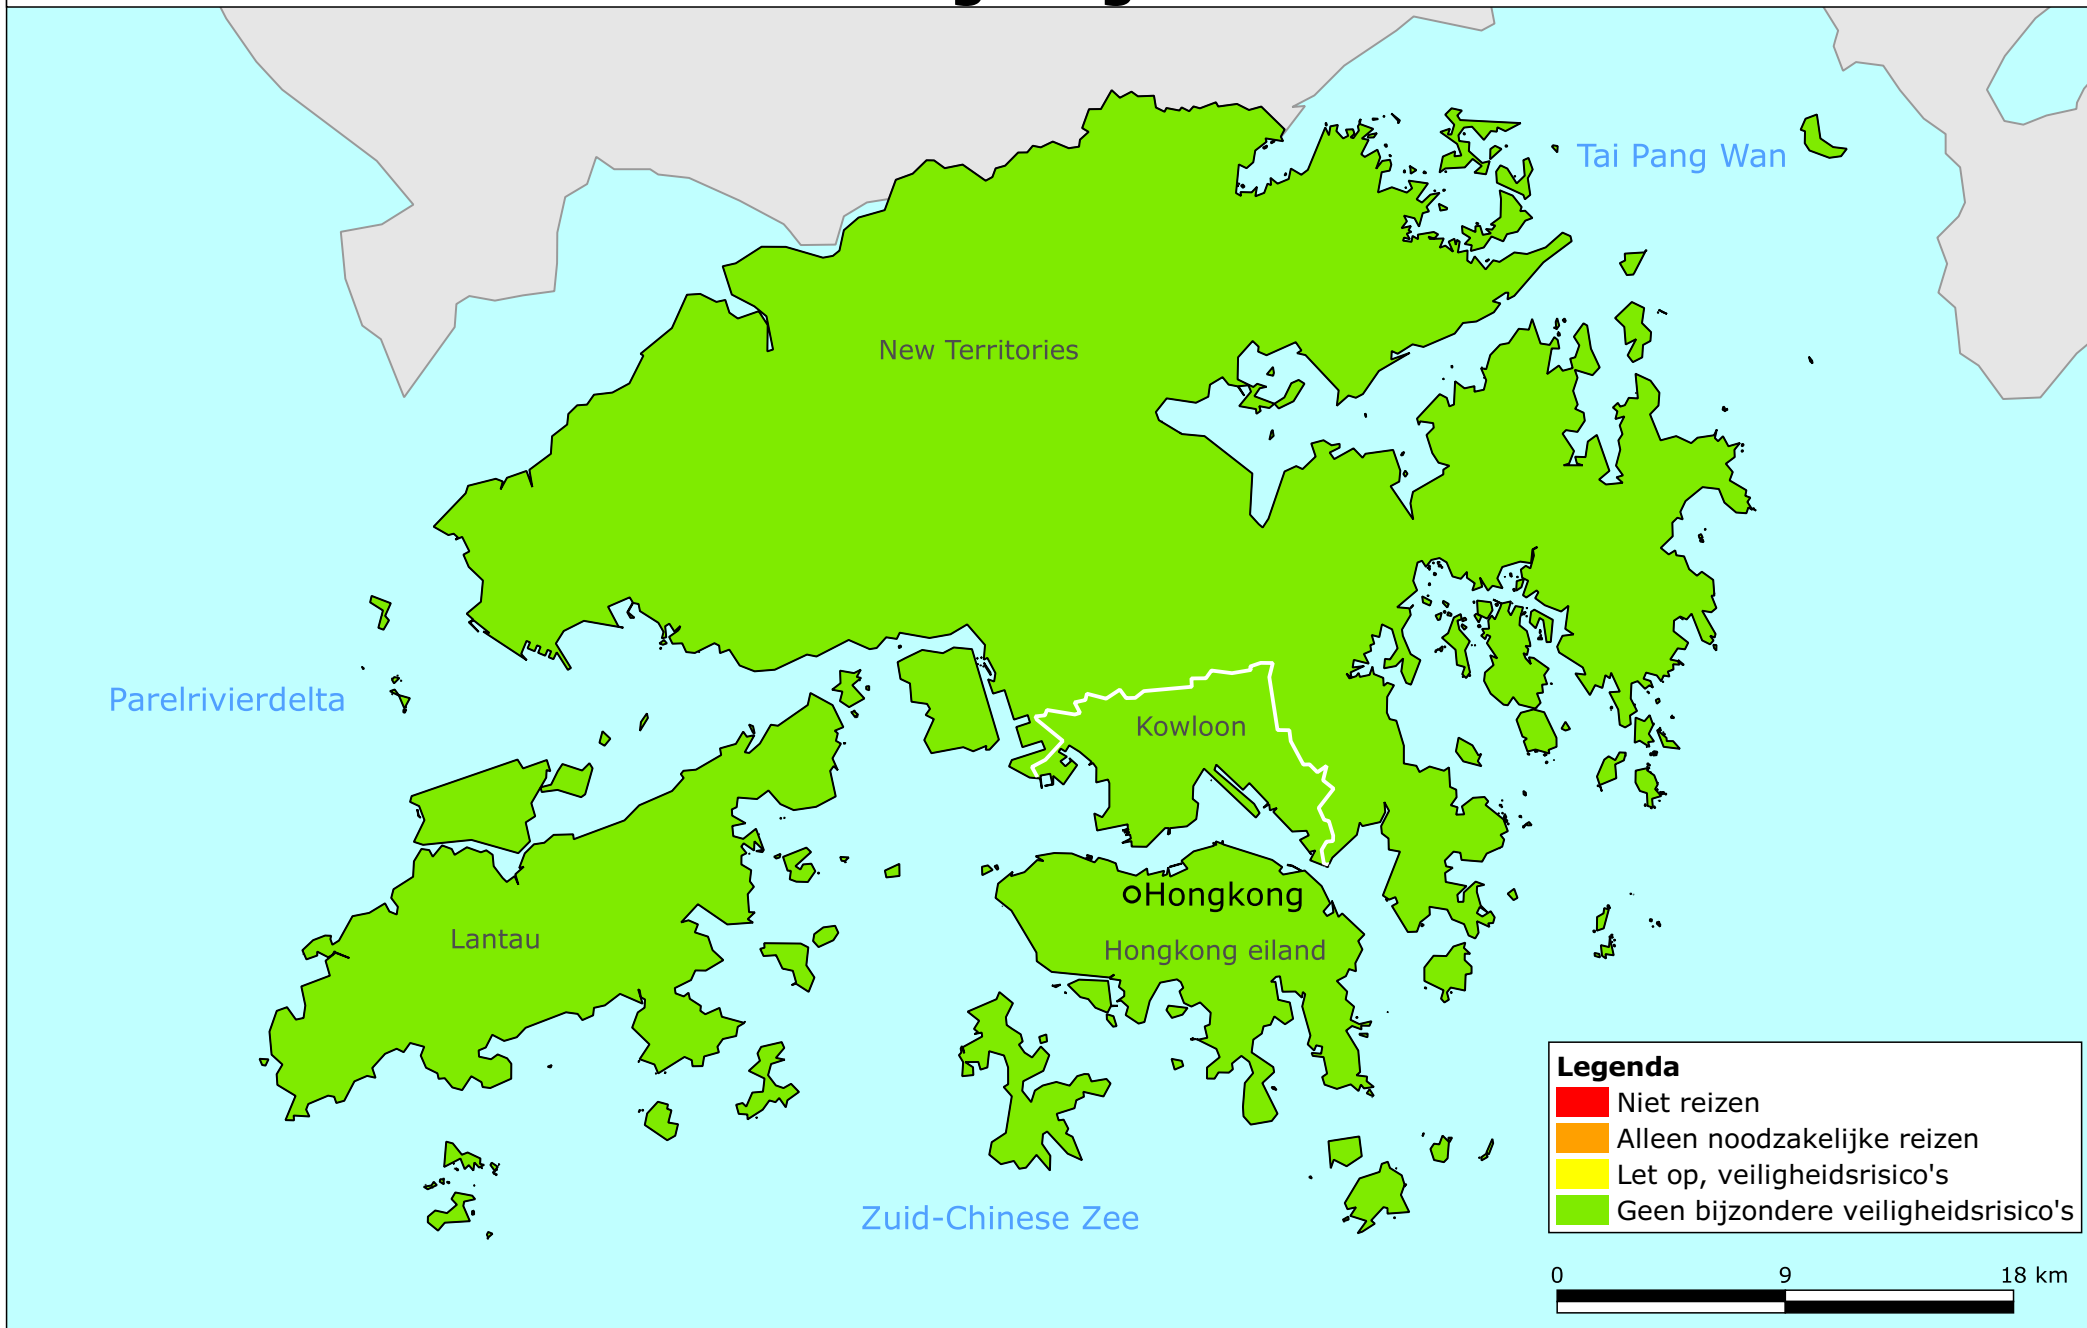 Tai Pang Wan
New Territories
Parelrivierdelta
Kowloon
Hongkong
Lantau
Hongkong eiland
Zuid-Chinese Zee
Legenda
Niet reizen
Alleen noodzakelijke reizen
Let op, veiligheidsrisico's
Geen bijzondere veiligheidsrisico's
0 9 18 km